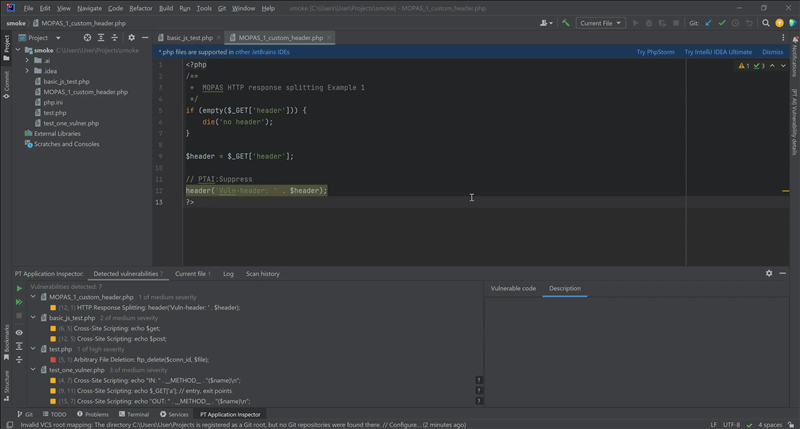 File Edit View Navigate Code Refactor Build Run Tools Git Window Help smoke [C:\Users\User\Projects\smoke] - MOPAS_1_custom_header.php
smoke MOPAS_1_custom_header.php Current File Git:
Project basic_js_test.php MOPAS_1_custom_header.php
smoke C:\Users\User\Projects\smoke
*.php files are supported in other JetBrains IDEs Try PhpStorm Try IntelliJ IDEA Ultimate Dismiss
.ai
.idea
basic_js_test.php
MOPAS_1_custom_header.php
php.ini
test.php
test_one_vulner.php
External Libraries
Scratches and Consoles
1 <?php
2 /**
3 * MOPAS HTTP response splitting Example 1
4 */
5 if (empty($_GET['header'])) {
6 die('no header');
7 }
8
9 $header = $_GET['header'];
10
11 // PTAI:Suppress
12 header('Vuln-header: ' . $header);
13 ?>
1 3
Project
Commit
Bookmarks
Structure
Notifications
PT AI Vulnerability details
PT Application Inspector: Detected vulnerabilities 7 Current file 1 Log Scan history
Vulnerabilities detected: 7
MOPAS_1_custom_header.php 1 of medium severity
(12, 1) HTTP Response Splitting: header('Vuln-header: ' . $header);
basic_js_test.php 2 of medium severity
(6, 5) Cross-Site Scripting: echo $get;
(12, 5) Cross-Site Scripting: echo $post;
test.php 1 of high severity
(5, 1) Arbitrary File Deletion: ftp_delete($conn_id, $file);
test_one_vulner.php 3 of medium severity
(4, 7) Cross-Site Scripting: echo "IN: " . __METHOD__ . "($name)\n";
(9, 11) Cross-Site Scripting: echo $_GET['a']; // entry, exit points
(15, 7) Cross-Site Scripting: echo "OUT: " . __METHOD__ . "($name)\n";
Vulnerable code Description
Git TODO Problems Terminal Services PT Application Inspector
Invalid VCS root mapping: The directory C:\Users\User\Projects is registered as a Git root, but no Git repositories were found there. // Configure... (2 minutes ago) LF UTF-8 4 spaces